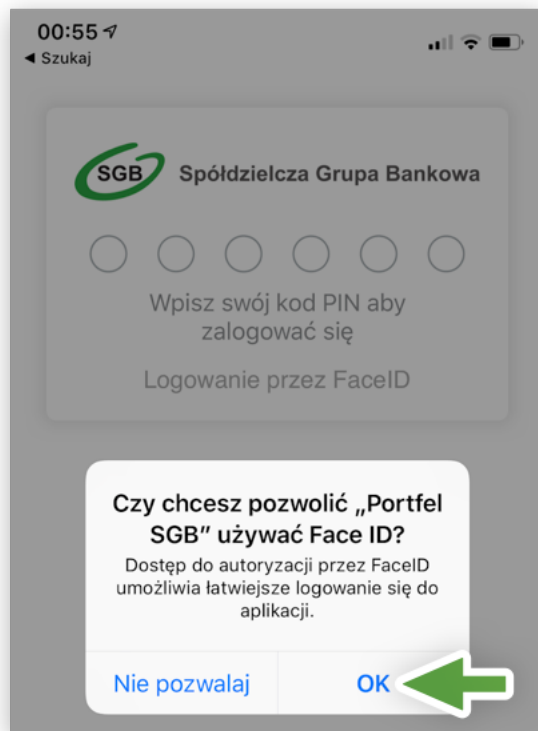 00:55
◀ Szukaj
SGB Spółdzielcza Grupa Bankowa
Wpisz swój kod PIN aby
zalogować się
Logowanie przez FaceID
Czy chcesz pozwolić „Portfel
SGB” używać Face ID?
Dostęp do autoryzacji przez FaceID
umożliwia łatwiejsze logowanie się do
aplikacji.
Nie pozwalaj OK